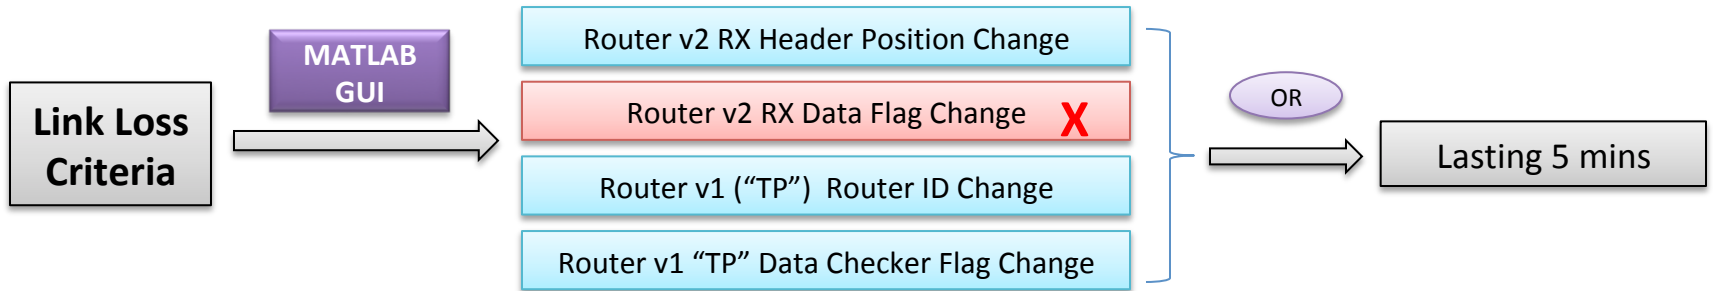 Link Loss
Criteria
MATLAB
GUI
Router v2 RX Header Position Change
Router v2 RX Data Flag Change X
Router v1 (“TP”)  Router ID Change
Router v1 “TP” Data Checker Flag Change
OR
Lasting 5 mins